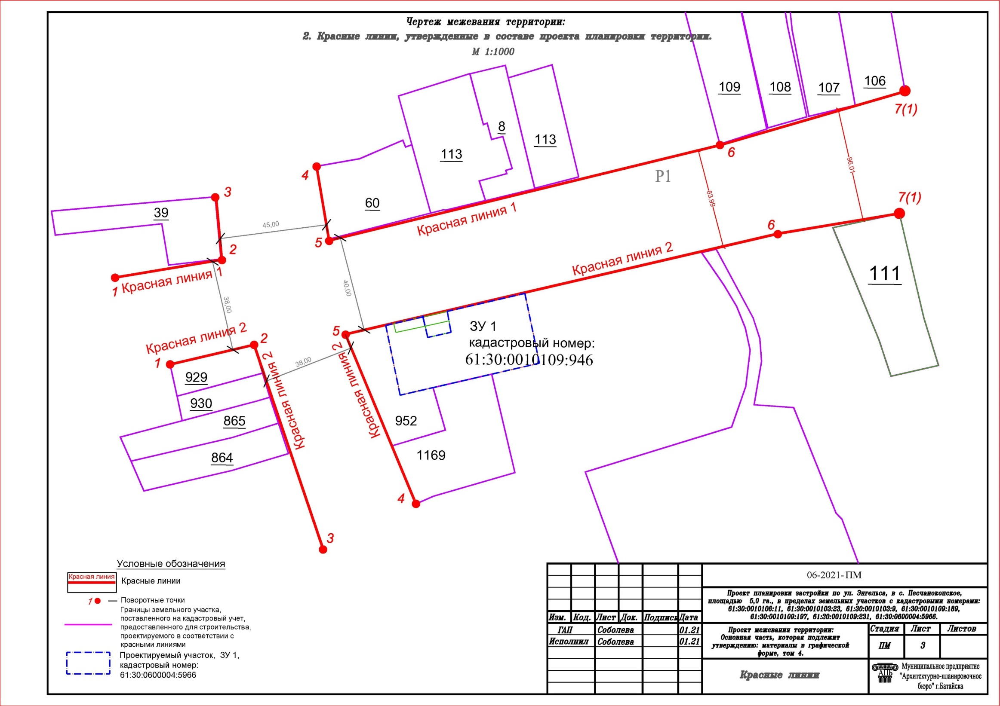 Чертеж межевания территории:
2. Красные линии, утвержденные в составе проекта планировки территории.
М 1:1000
109
108
107
106
7(1)
8
113
113
6
Р1
96,01
83,99
4
60
3
39
45,00
5
Красная линия 1
7(1)
6
2
Красная линия 1
1
38,00
40,00
Красная линия 2
111
5
ЗУ 1
кадастровый номер:
61:30:0010109:946
Красная линия 2
2
1
38,00
929
930
865
864
Красная линия 2
Красная линия 2
952
1169
4
3
Условные обозначения
Красная линия
Красные линии
1
Поворотные точки
Границы земельного участка,
поставленного на кадастровый учет,
предоставленного для строительства,
проектируемого в соответствии с
красными линиями
Проектируемый участок, ЗУ 1,
кадастровый номер:
61:30:0600004:5966
06-2021-ПМ
Проект планировки застройки по ул. Энгельса, в с. Песчанокопское,
площадью 5,0 га., в пределах земельных участков с кадастровыми номерами:
61:30:0010106:11, 61:30:0010103:23, 61:30:0010103:9, 61:30:0010109:189,
61:30:0010109:197, 61:30:0010109:231, 61:30:0600004:5966.
Изм. Код. Лист Док. Подпись Дата
ГАП Соболева 01.21
Исполнил Соболева 01.21
Проект межевания территории:
Основная часть, которая подлежит
утверждению: материалы в графической
форме, том 4.
Стадия Лист Листов
ПМ 3
Красные линии
АПБ
Муниципальное предприятие
"Архитектурно-планировочное
бюро" г.Батайска